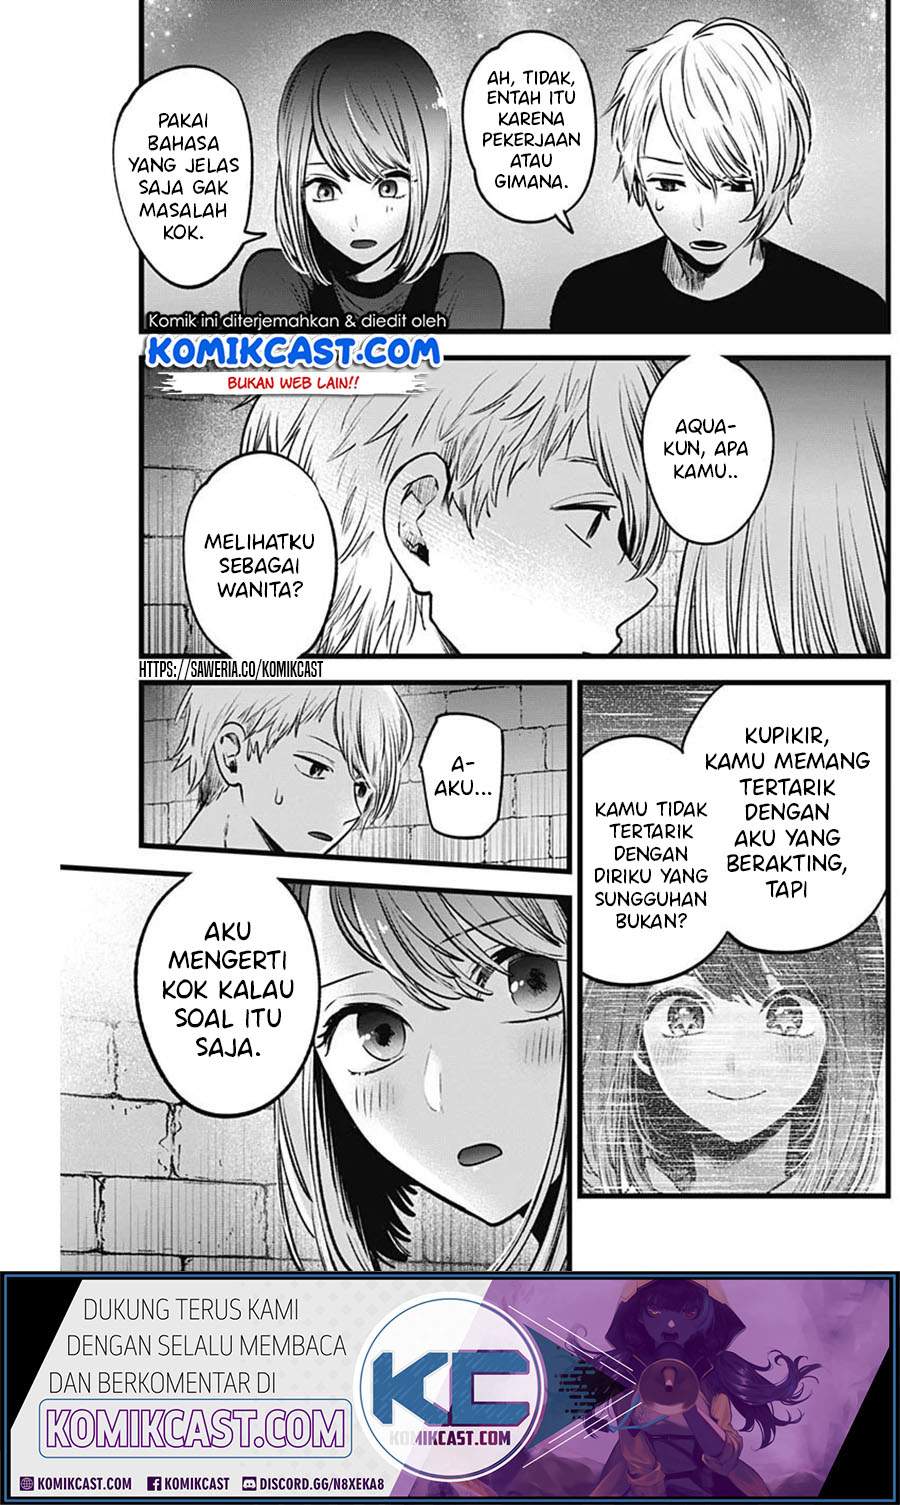 AH, TIDAK,
ENTAH ITU
KARENA
PEKERJAAN
ATAU
GIMANA.
PAKAI
BAHASA
YANG JELAS
SAJA GAK
MASALAH
KOK.
Komik ini diterjemahkan & diedit oleh
KOMIKCAST.COM
BUKAN WEB LAIN!!
AQUA-
KUN, APA
KAMU..
MELIHATKU
SEBAGAI
WANITA?
HTTPS://SAWERIA.CO/KOMIKCAST
KUPIKIR,
KAMU MEMANG
TERTARIK
DENGAN
AKU YANG
BERAKTING,
TAPI
KAMU TIDAK
TERTARIK
DENGAN
DIRIKU YANG
SUNGGUHAN
BUKAN?
A-
AKU...
AKU
MENGERTI
KOK KALAU
SOAL ITU
SAJA.
DUKUNG TERUS KAMI
DENGAN SELALU MEMBACA
DAN BERKOMENTAR DI
KOMIKCAST.COM
KOMIKCAST.COM
KOMIKCAST
DISCORD.GG/N8XEKA8
KC
KOMIKCAST.COM